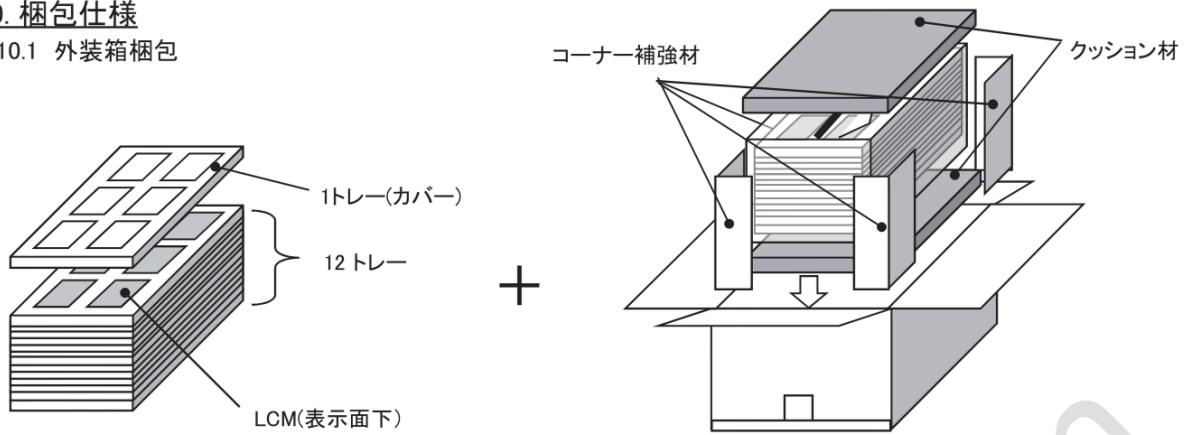 0. 梱包仕様
10.1 外装箱梱包
コーナー補強材
クッション材
1トレー(カバー)
12 トレー
+
LCM(表示面下)